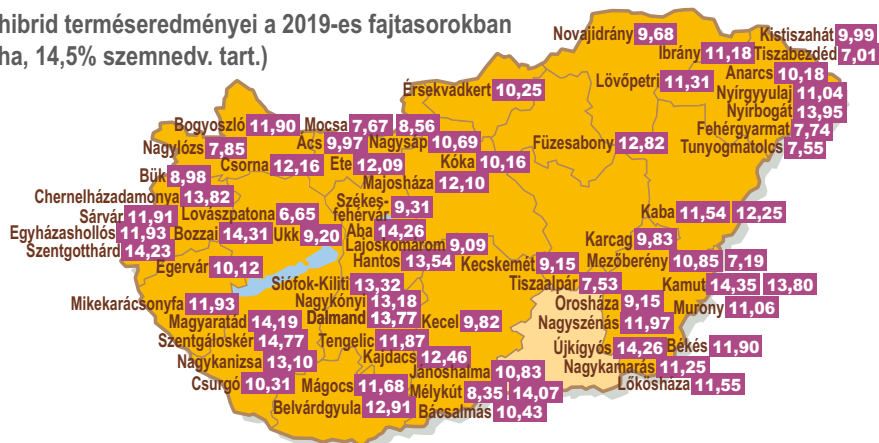 hibrid terméseredményei a 2019-es fajtasorokban
ha, 14,5% szemnedv. tart.)
Novajidrány 9,68
Kistiszahát 9,99
Ibrány 11,18 Tiszabezdéd 7,01
Érsekvadkert 10,25
Lövőpetri 11,31
Anarcs 10,18
Nyírgyyulaj 11,04
Nyirbogát 13,95
Bogyoszló 11,90
Mocsa 7,67 8,56
Fehérgyarmat 7,74
Nagylózs 7,85
Ács 9,97
Nagysáp 10,69
Füzesabony 12,82
Tunyogmatolcs 7,55
Csorna 12,16
Ete 12,09
Kóka 10,16
Bük 8,98
Majosháza 12,10
Chernelházadamonya 13,82
Székes-
fehérvár 9,31
Sárvár 11,91
Lovászpatona 6,65
Kaba 11,54 12,25
Egyházashollós 11,93
Bozzai 14,31
Ukk 9,20
Aba 14,26
Karcag 9,83
Szentgotthárd 14,23
Lajoskomárom 9,09
Egervár 10,12
Hantos 13,54
Kecskemét 9,15
Mezőberény 10,85 7,19
Siófok-Kiliti 13,32
Tiszaalpár 7,53
Kamut 14,35 13,80
Mikekarácsonyfa 11,93
Nagykónyi 13,18
Orosháza 9,15
Murony 11,06
Magyaratád 14,19
Dalmand 13,77
Kecel 9,82
Nagyszénás 11,97
Szentgáloskér 14,77
Tengelic 11,87
Újkígyós 14,26
Békés 11,90
Nagykanizsa 13,10
Kajdacs 12,46
Nagykamarás 11,25
Jánoshalma 10,83
Csurgó 10,31
Mágocs 11,68
Mélykút 8,35 14,07
Lőkösháza 11,55
Belvárdgyula 12,91
Bácsalmás 10,43